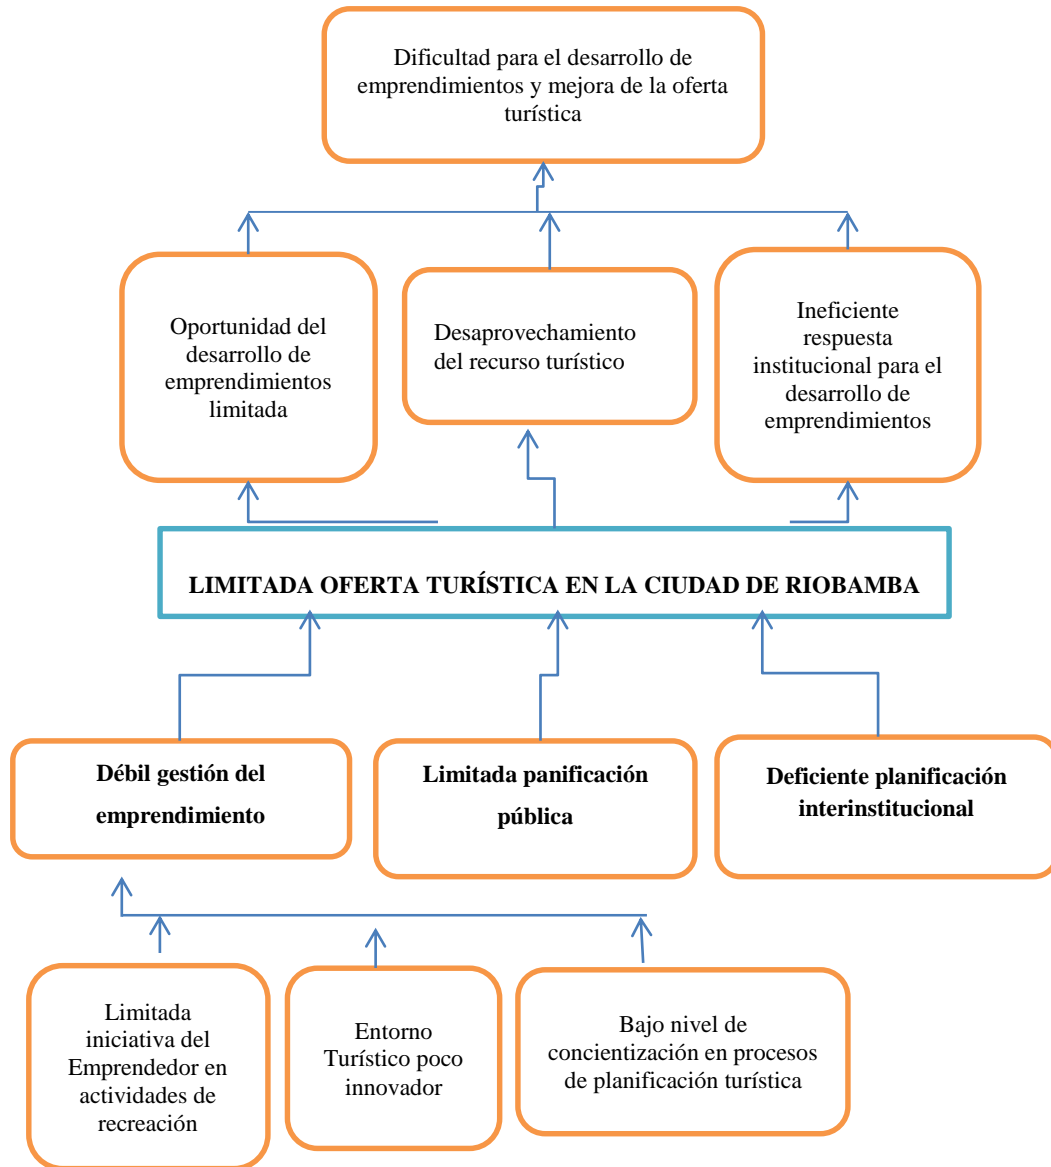 Dificultad para el desarrollo de
emprendimientos y mejora de la oferta
turística
Oportunidad del
desarrollo de
emprendimientos
limitada
Desaprovechamiento
del recurso turístico
Ineficiente
respuesta
institucional para el
desarrollo de
emprendimientos
LIMITADA OFERTA TURÍSTICA EN LA CIUDAD DE RIOBAMBA
Débil gestión del
emprendimiento
Limitada panificación
pública
Deficiente planificación
interinstitucional
Limitada
iniciativa del
Emprendedor en
actividades de
recreación
Entorno
Turístico poco
innovador
Bajo nivel de
concientización en procesos
de planificación turística